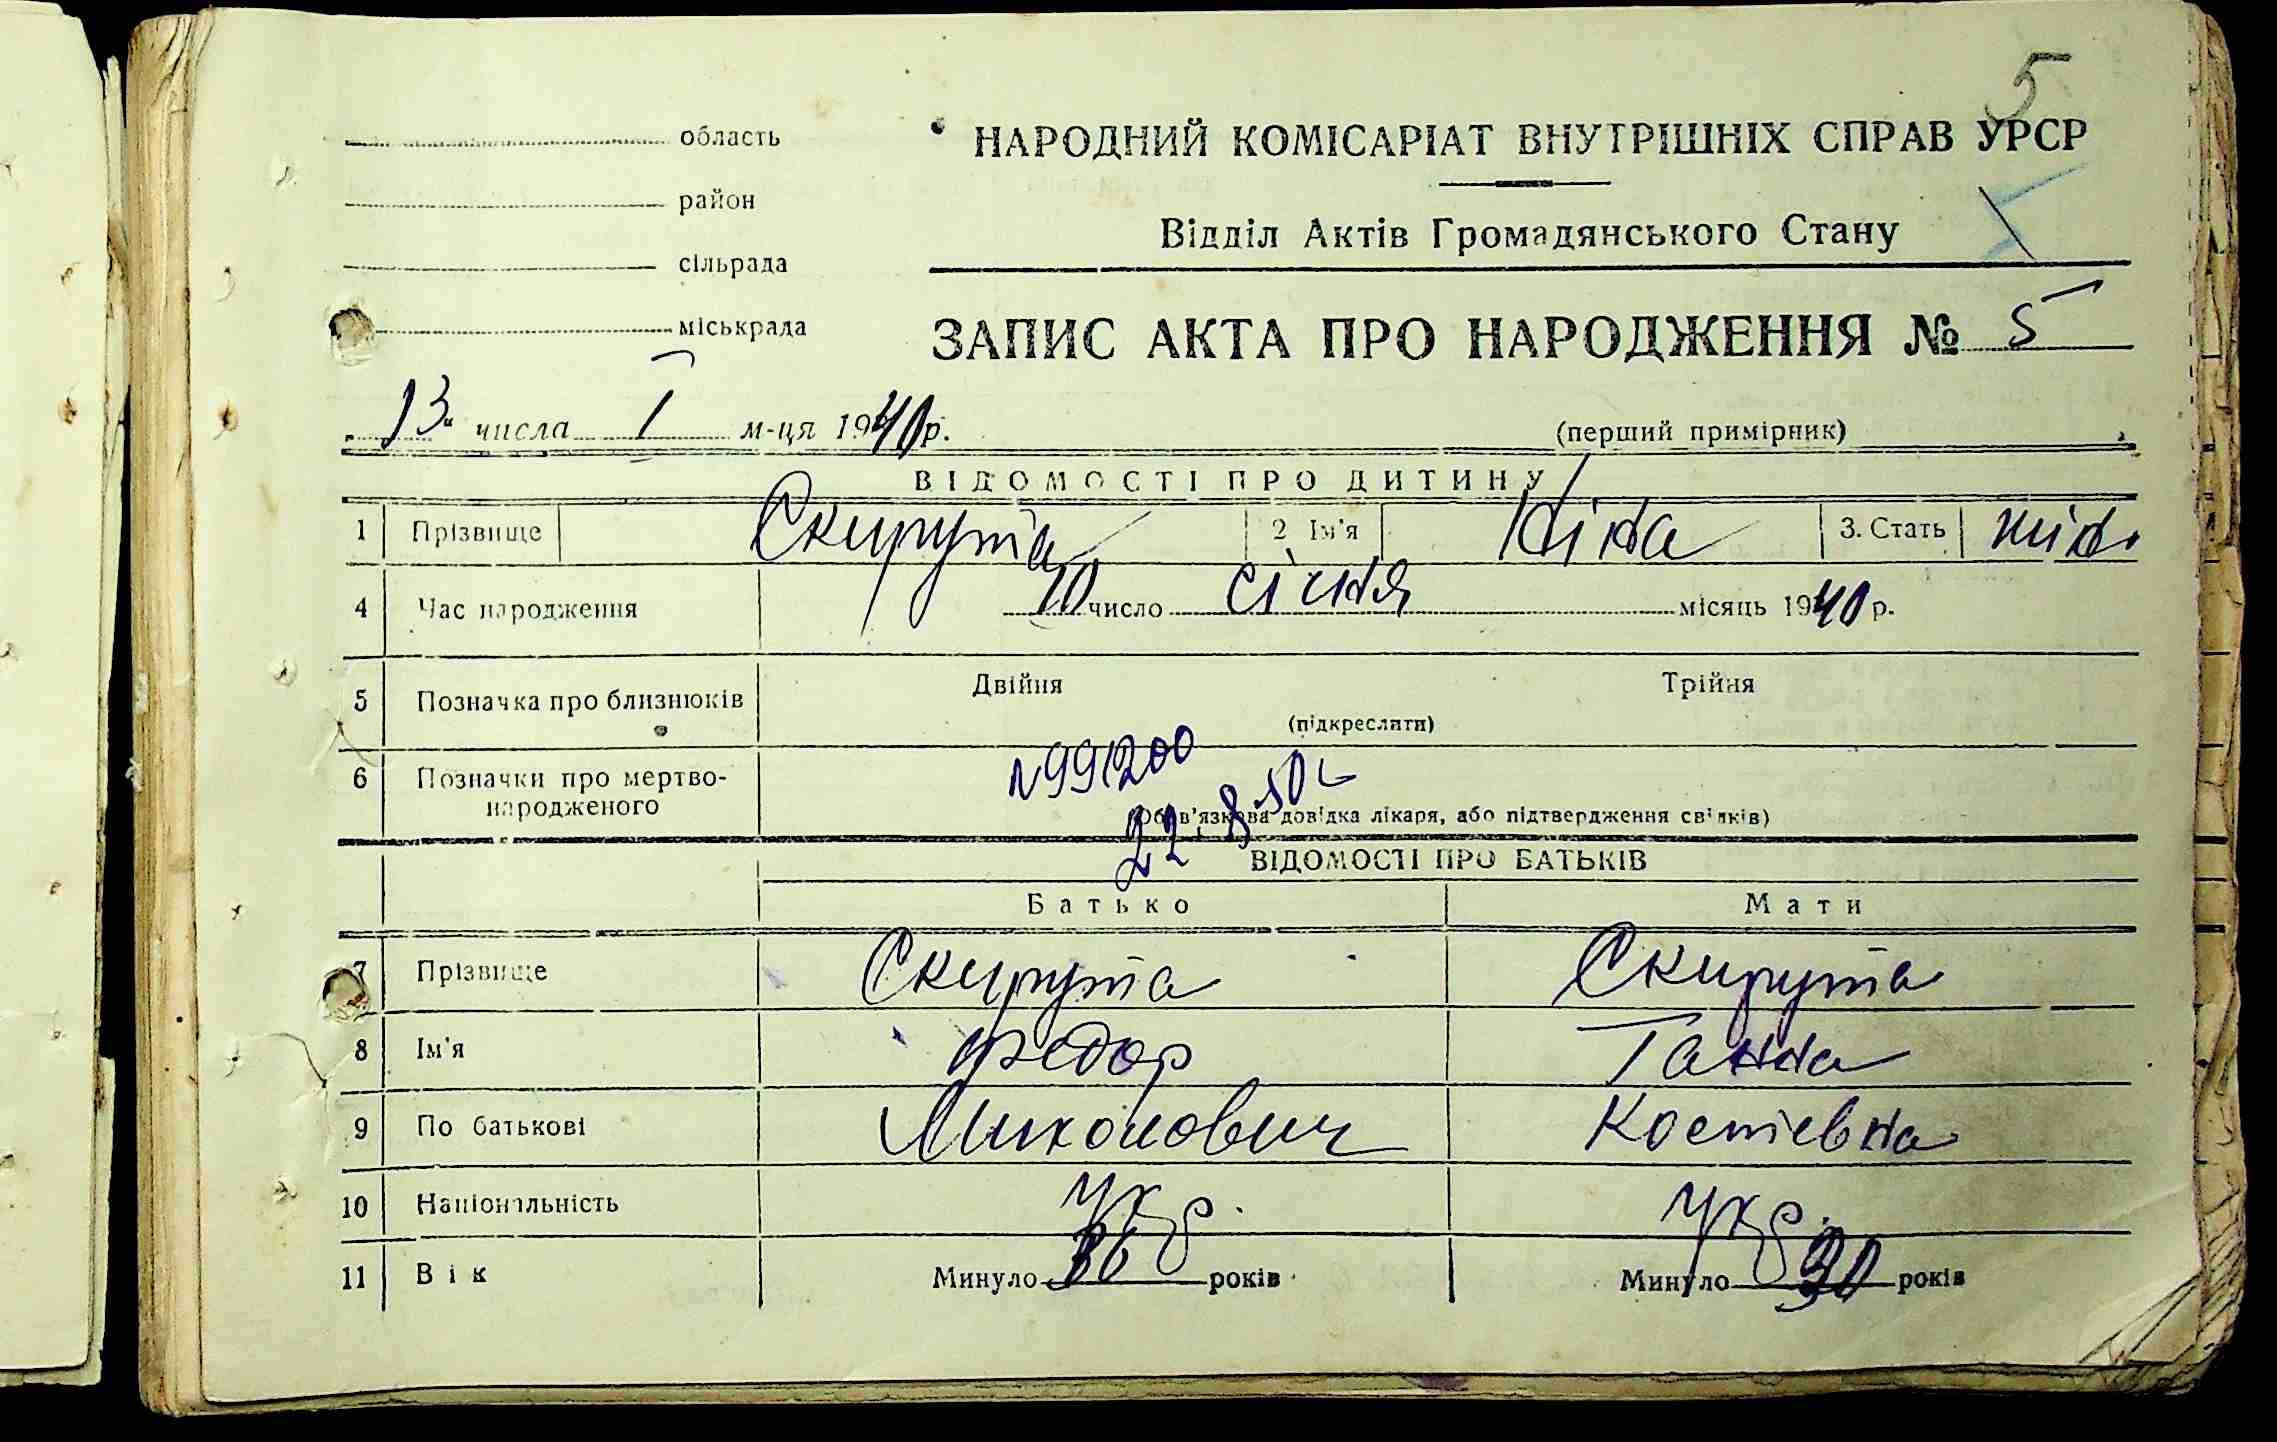 5
область
район
сільрада
міськрада
НАРОДНИЙ КОМІСАРІАТ ВНУТРІШНІХ СПРАВ УРСР
Відділ Актів Громадянського Стану
ЗАПИС АКТА ПРО НАРОДЖЕННЯ № 5
13 числа I м-ця 1940 р.
(перший примірник)
ВІДОМОСТІ ПРО ДИТИНУ
1 Прізвище Скирута 2 Ім'я Ніна 3. Стать жін.
4 Час народження 10 число січня місяць 1940 р.
5 Позначка про близнюків Двійня Трійня
(підкреслити)
6 Позначки про мертво-
народженого
№991200
22 8 50
(Обов'язкова довідка лікаря, або підтвердження свідків)
ВІДОМОСТІ ПРО БАТЬКІВ
Батько Мати
7 Прізвище Скирута Скирута
8 Ім'я Федор Ганна
9 По батькові Миколович Костієвна
10 Національність Укр. Укр.
11 Вік Минуло 36 років Минуло 30 років